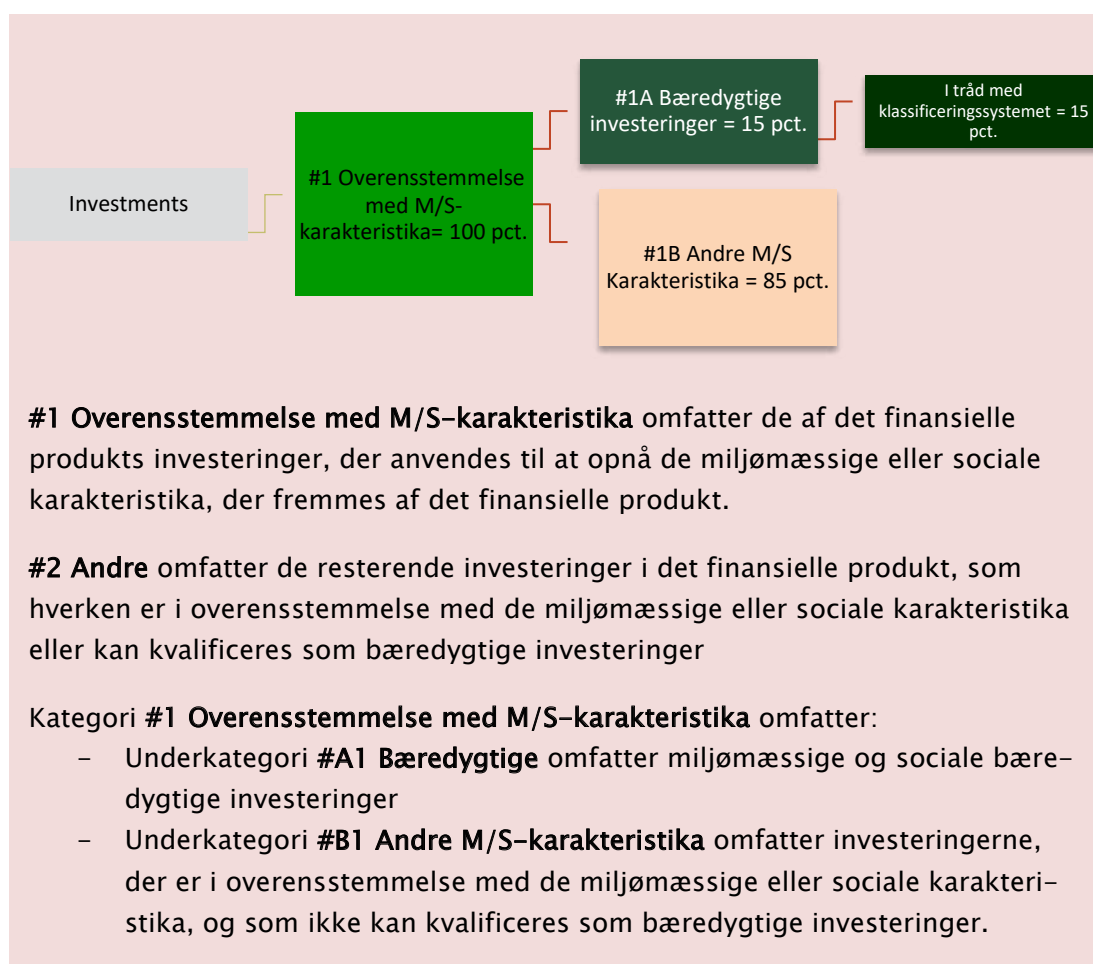 Investments
#1 Overensstemmelse
med M/S-
karakteristika= 100 pct.
#1A Bæredygtige
investeringer = 15 pct.
I tråd med
klassificeringssystemet = 15
pct.
#1B Andre M/S
Karakteristika = 85 pct.
#1 Overensstemmelse med M/S-karakteristika omfatter de af det finansielle
produkts investeringer, der anvendes til at opnå de miljømæssige eller sociale
karakteristika, der fremmes af det finansielle produkt.
#2 Andre omfatter de resterende investeringer i det finansielle produkt, som
hverken er i overensstemmelse med de miljømæssige eller sociale karakteristika
eller kan kvalificeres som bæredygtige investeringer
Kategori #1 Overensstemmelse med M/S-karakteristika omfatter:
- Underkategori #A1 Bæredygtige omfatter miljømæssige og sociale bære-
dygtige investeringer
- Underkategori #B1 Andre M/S-karakteristika omfatter investeringerne,
der er i overensstemmelse med de miljømæssige eller sociale karakteri-
stika, og som ikke kan kvalificeres som bæredygtige investeringer.